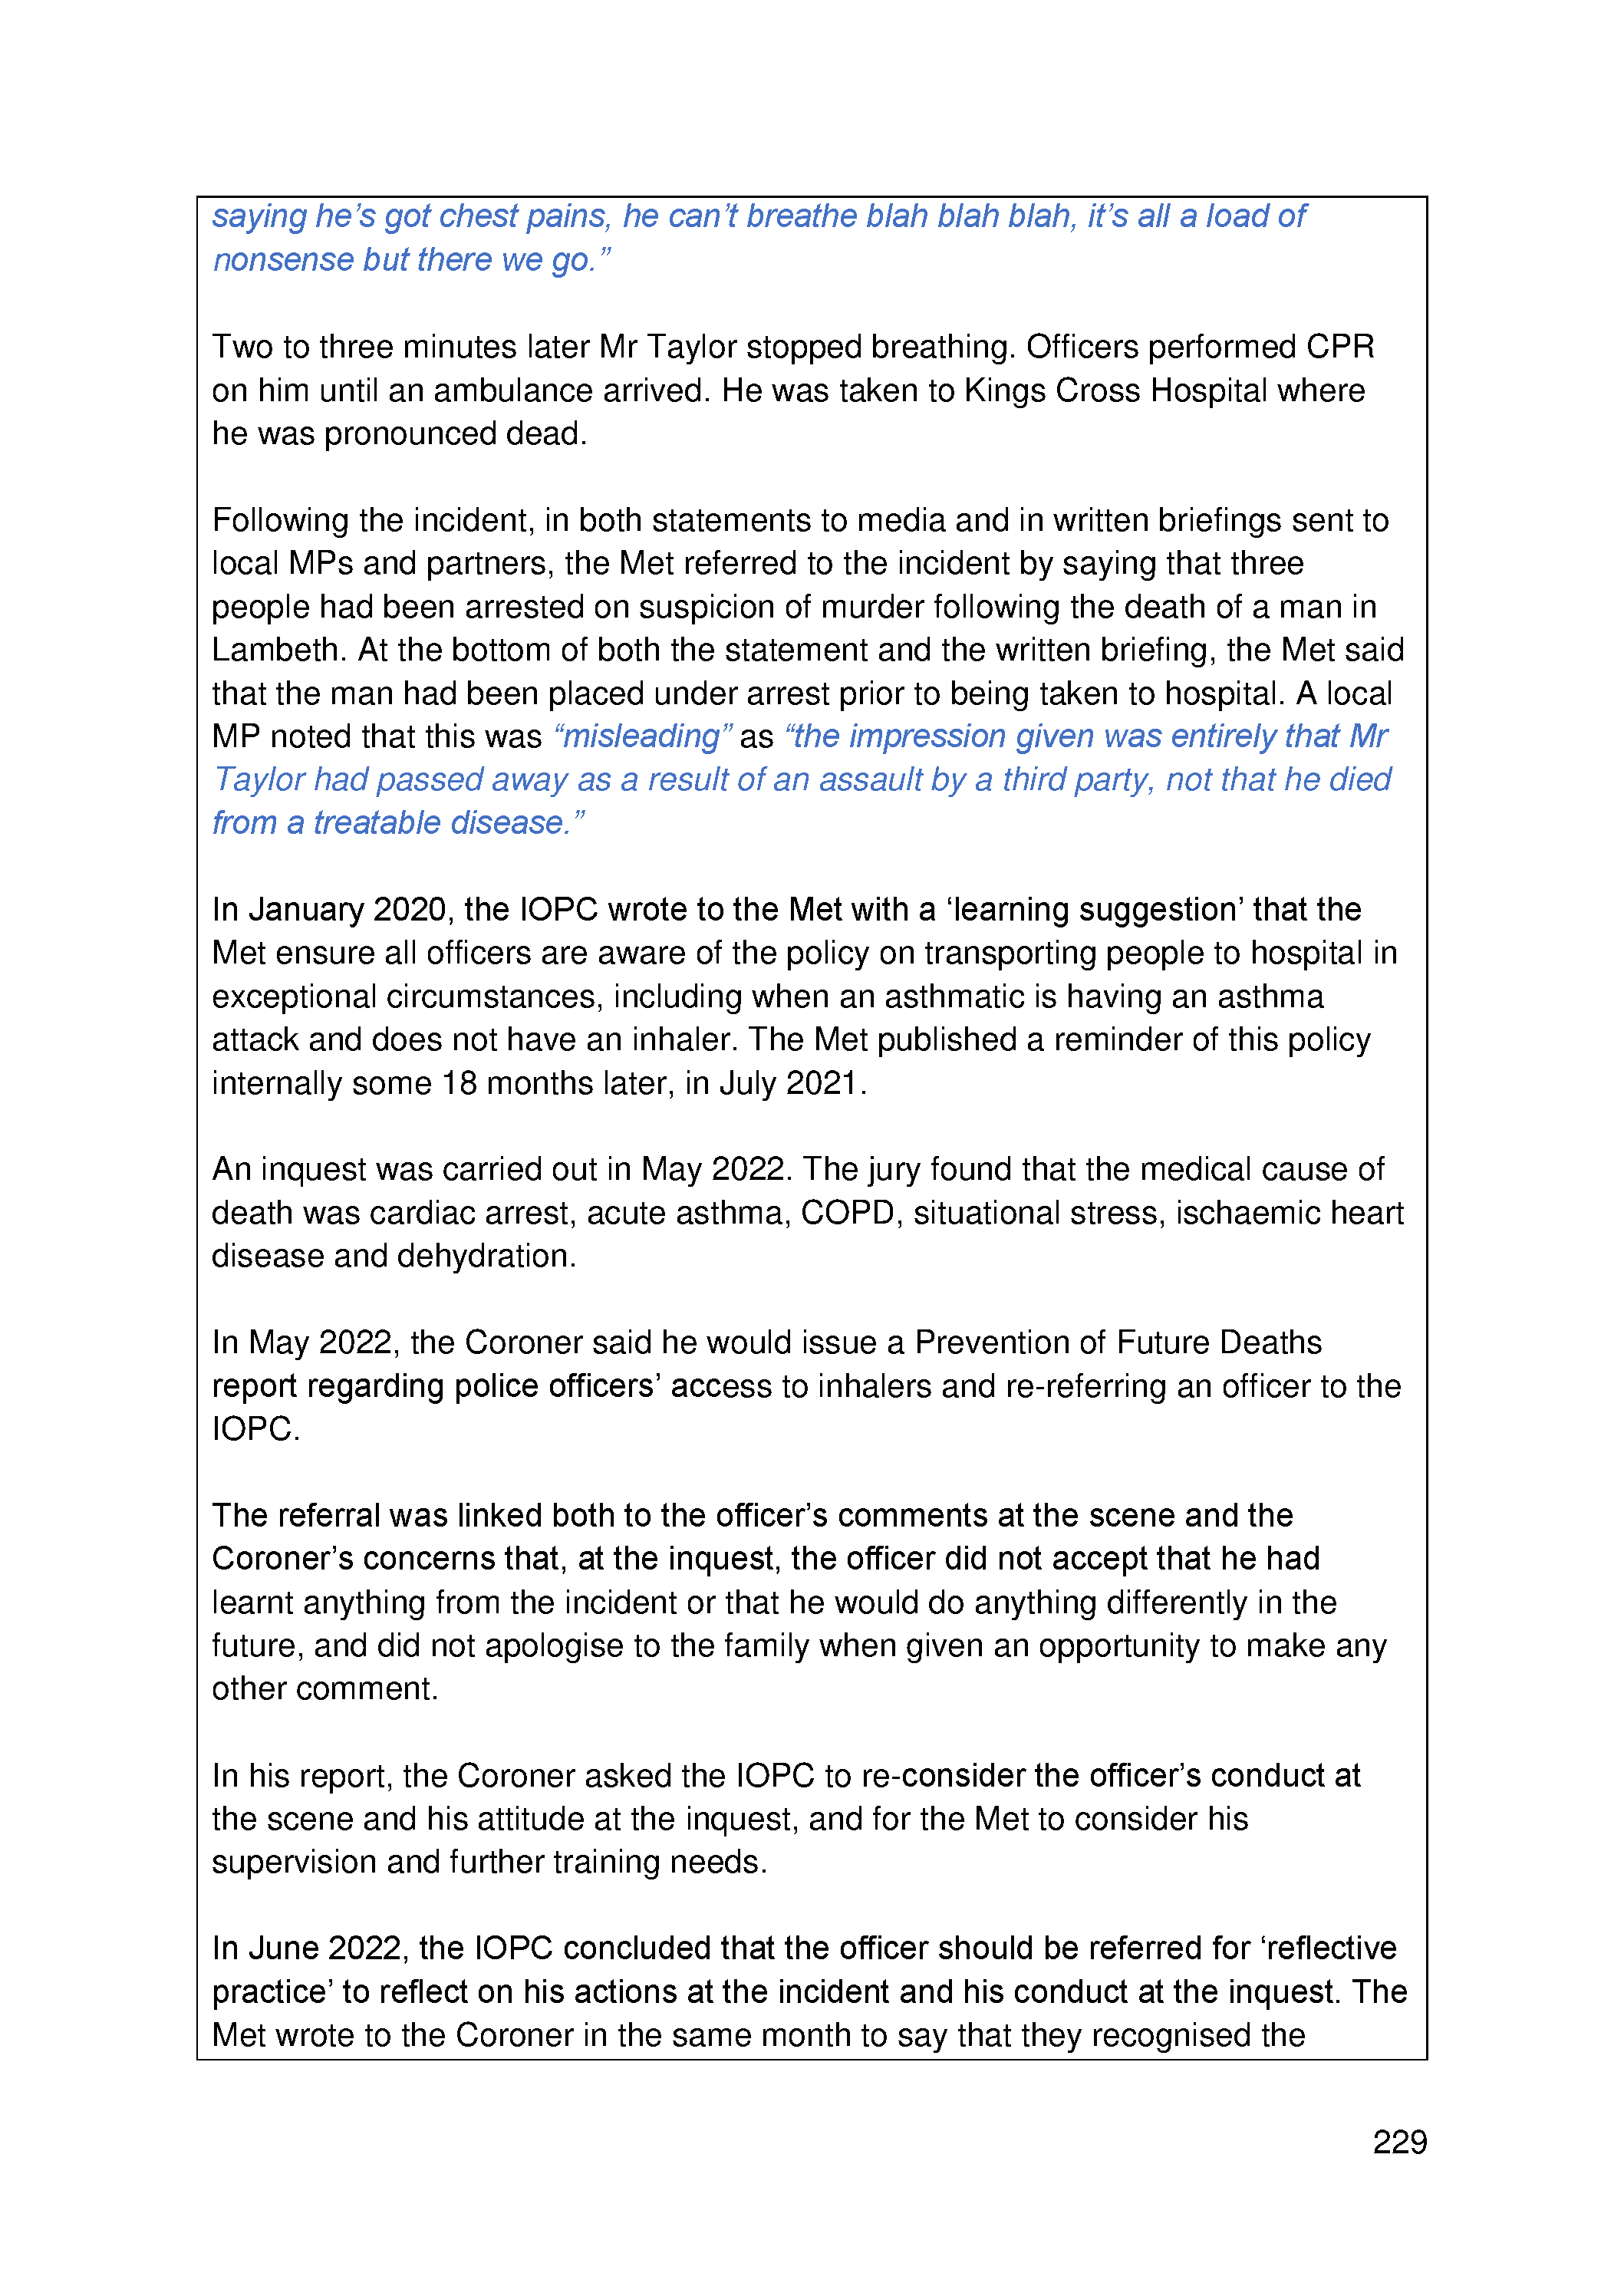 saying he’s got chest pains, he can’t breathe blah blah blah, it’s all a load of
nonsense but there we go.”
Two to three minutes later Mr Taylor stopped breathing. Officers performed CPR
on him until an ambulance arrived. He was taken to Kings Cross Hospital where
he was pronounced dead.
Following the incident, in both statements to media and in written briefings sent to
local MPs and partners, the Met referred to the incident by saying that three
people had been arrested on suspicion of murder following the death of a man in
Lambeth. At the bottom of both the statement and the written briefing, the Met said
that the man had been placed under arrest prior to being taken to hospital. A local
MP noted that this was “misleading” as “the impression given was entirely that Mr
Taylor had passed away as a result of an assault by a third party, not that he died
from a treatable disease.”
In January 2020, the IOPC wrote to the Met with a ‘learning suggestion’ that the
Met ensure all officers are aware of the policy on transporting people to hospital in
exceptional circumstances, including when an asthmatic is having an asthma
attack and does not have an inhaler. The Met published a reminder of this policy
internally some 18 months later, in July 2021.
An inquest was carried out in May 2022. The jury found that the medical cause of
death was cardiac arrest, acute asthma, COPD, situational stress, ischaemic heart
disease and dehydration.
In May 2022, the Coroner said he would issue a Prevention of Future Deaths
report regarding police officers’ access to inhalers and re-referring an officer to the
IOPC.
The referral was linked both to the officer’s comments at the scene and the
Coroner’s concerns that, at the inquest, the officer did not accept that he had
learnt anything from the incident or that he would do anything differently in the
future, and did not apologise to the family when given an opportunity to make any
other comment.
In his report, the Coroner asked the IOPC to re-consider the officer’s conduct at
the scene and his attitude at the inquest, and for the Met to consider his
supervision and further training needs.
In June 2022, the IOPC concluded that the officer should be referred for ‘reflective
practice’ to reflect on his actions at the incident and his conduct at the inquest. The
Met wrote to the Coroner in the same month to say that they recognised the
229